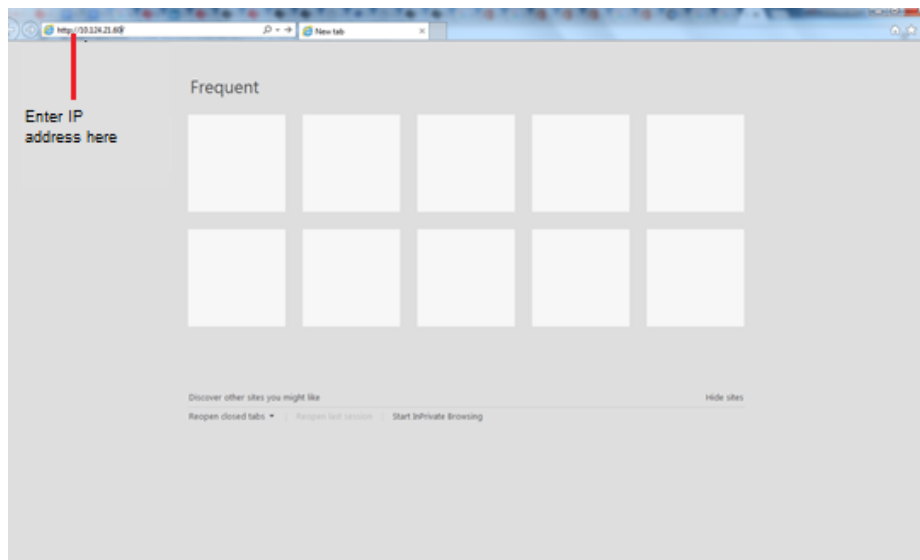 http://10.124.21.60/
New tab
Frequent
Enter IP
address here
Discover other sites you might like
Hide sites
Reopen closed tabs
Reopen last session
Start InPrivate Browsing